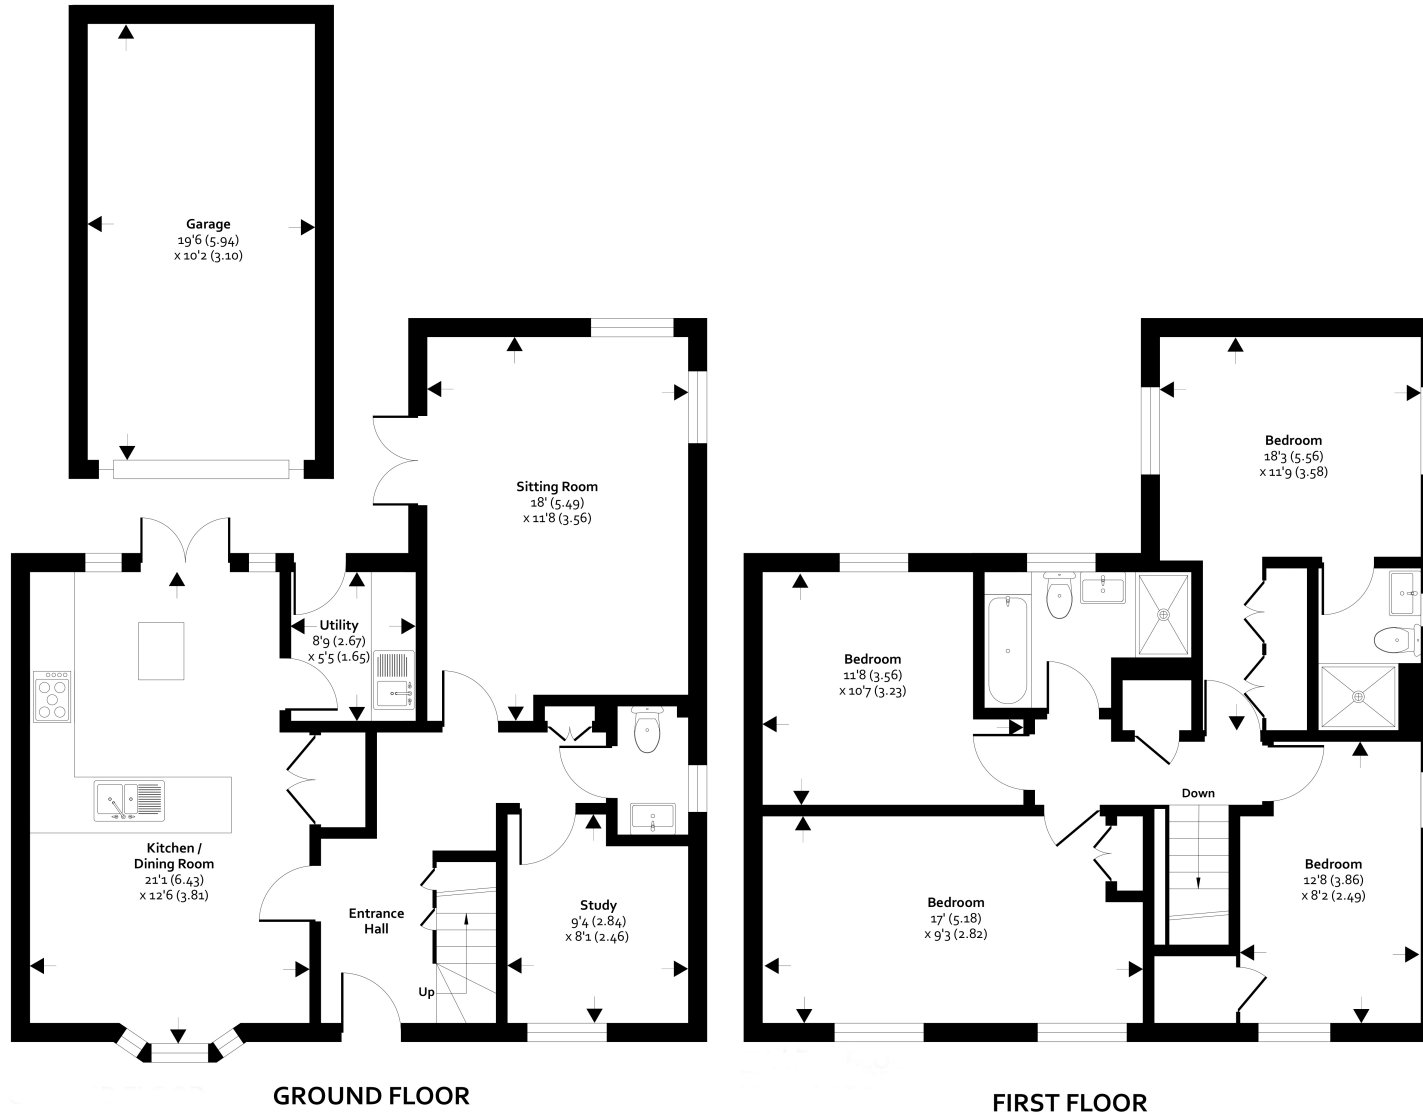 Garage
19'6 (5.94)
x 10'2 (3.10)
Sitting Room
18' (5.49)
x 11'8 (3.56)
Utility
8'9 (2.67)
x 5'5 (1.65)
Kitchen /
Dining Room
21'1 (6.43)
x 12'6 (3.81)
Entrance
Hall
Up
Study
9'4 (2.84)
x 8'1 (2.46)
GROUND FLOOR
Bedroom
18'3 (5.56)
x 11'9 (3.58)
Bedroom
11'8 (3.56)
x 10'7 (3.23)
Down
Bedroom
12'8 (3.86)
x 8'2 (2.49)
Bedroom
17' (5.18)
x 9'3 (2.82)
FIRST FLOOR